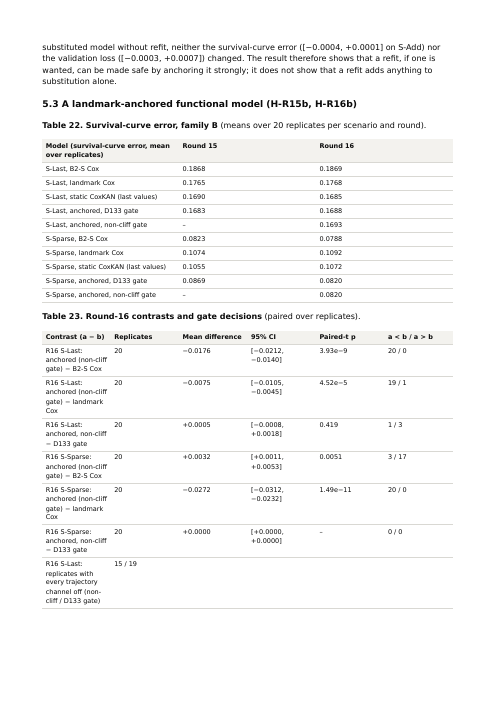 substituted model without refit, neither the survival-curve error ([−0.0004, +0.0001] on S-Add) nor
the validation loss ([−0.0003, +0.0007]) changed. The result therefore shows that a refit, if one is
wanted, can be made safe by anchoring it strongly; it does not show that a refit adds anything to
substitution alone.
5.3 A landmark-anchored functional model (H-R15b, H-R16b)
Table 22. Survival-curve error, family B (means over 20 replicates per scenario and round).
Model (survival-curve error, mean over replicates) Round 15 Round 16
S-Last, B2-S Cox 0.1868 0.1869
S-Last, landmark Cox 0.1765 0.1768
S-Last, static CoxKAN (last values) 0.1690 0.1685
S-Last, anchored, D133 gate 0.1683 0.1688
S-Last, anchored, non-cliff gate – 0.1693
S-Sparse, B2-S Cox 0.0823 0.0788
S-Sparse, landmark Cox 0.1074 0.1092
S-Sparse, static CoxKAN (last values) 0.1055 0.1072
S-Sparse, anchored, D133 gate 0.0869 0.0820
S-Sparse, anchored, non-cliff gate – 0.0820
Table 23. Round-16 contrasts and gate decisions (paired over replicates).
Contrast (a − b) Replicates Mean difference 95% CI Paired-t p a < b / a > b
R16 S-Last: anchored (non-cliff gate) − B2-S Cox 20 −0.0176 [−0.0212, −0.0140] 3.93e−9 20 / 0
R16 S-Last: anchored (non-cliff gate) − landmark Cox 20 −0.0075 [−0.0105, −0.0045] 4.52e−5 19 / 1
R16 S-Last: anchored, non-cliff − D133 gate 20 +0.0005 [−0.0008, +0.0018] 0.419 1 / 3
R16 S-Sparse: anchored (non-cliff gate) − B2-S Cox 20 +0.0032 [+0.0011, +0.0053] 0.0051 3 / 17
R16 S-Sparse: anchored (non-cliff gate) − landmark Cox 20 −0.0272 [−0.0312, −0.0232] 1.49e−11 20 / 0
R16 S-Sparse: anchored, non-cliff − D133 gate 20 +0.0000 [+0.0000, +0.0000] – 0 / 0
R16 S-Last: replicates with every trajectory channel off (non-cliff / D133 gate) 15 / 19